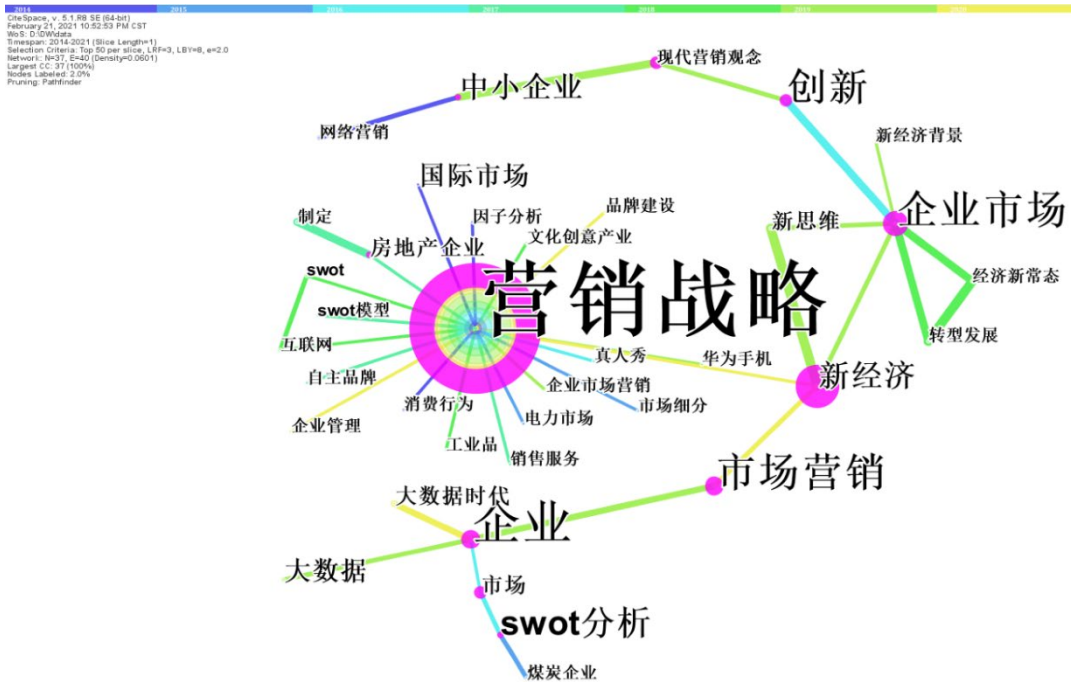 2014 2015 2016 2017 2018 2019 2020
CiteSpace, v. 5.1.R8 SE (64-bit)
February 21, 2021 10:52:53 PM CST
WoS: D:\DW\data
Timespan: 2014-2021 (Slice Length=1)
Selection Criteria: Top 50 per slice, LRF=3, LBY=8, e=2.0
Network: N=37, E=40 (Density=0.0601)
Largest CC: 37 (100%)
Nodes Labeled: 2.0%
Pruning: Pathfinder
现代营销观念
中小企业
创新
网络营销
新经济背景
国际市场
品牌建设
企业市场
制定
因子分析
新思维
房地产企业
文化创意产业
swot
经济新常态
营销战略
swot模型
转型发展
互联网
真人秀
华为手机
自主品牌
新经济
企业市场营销
消费行为
市场细分
企业管理
电力市场
工业品
销售服务
市场营销
大数据时代
企业
大数据
市场
swot分析
煤炭企业